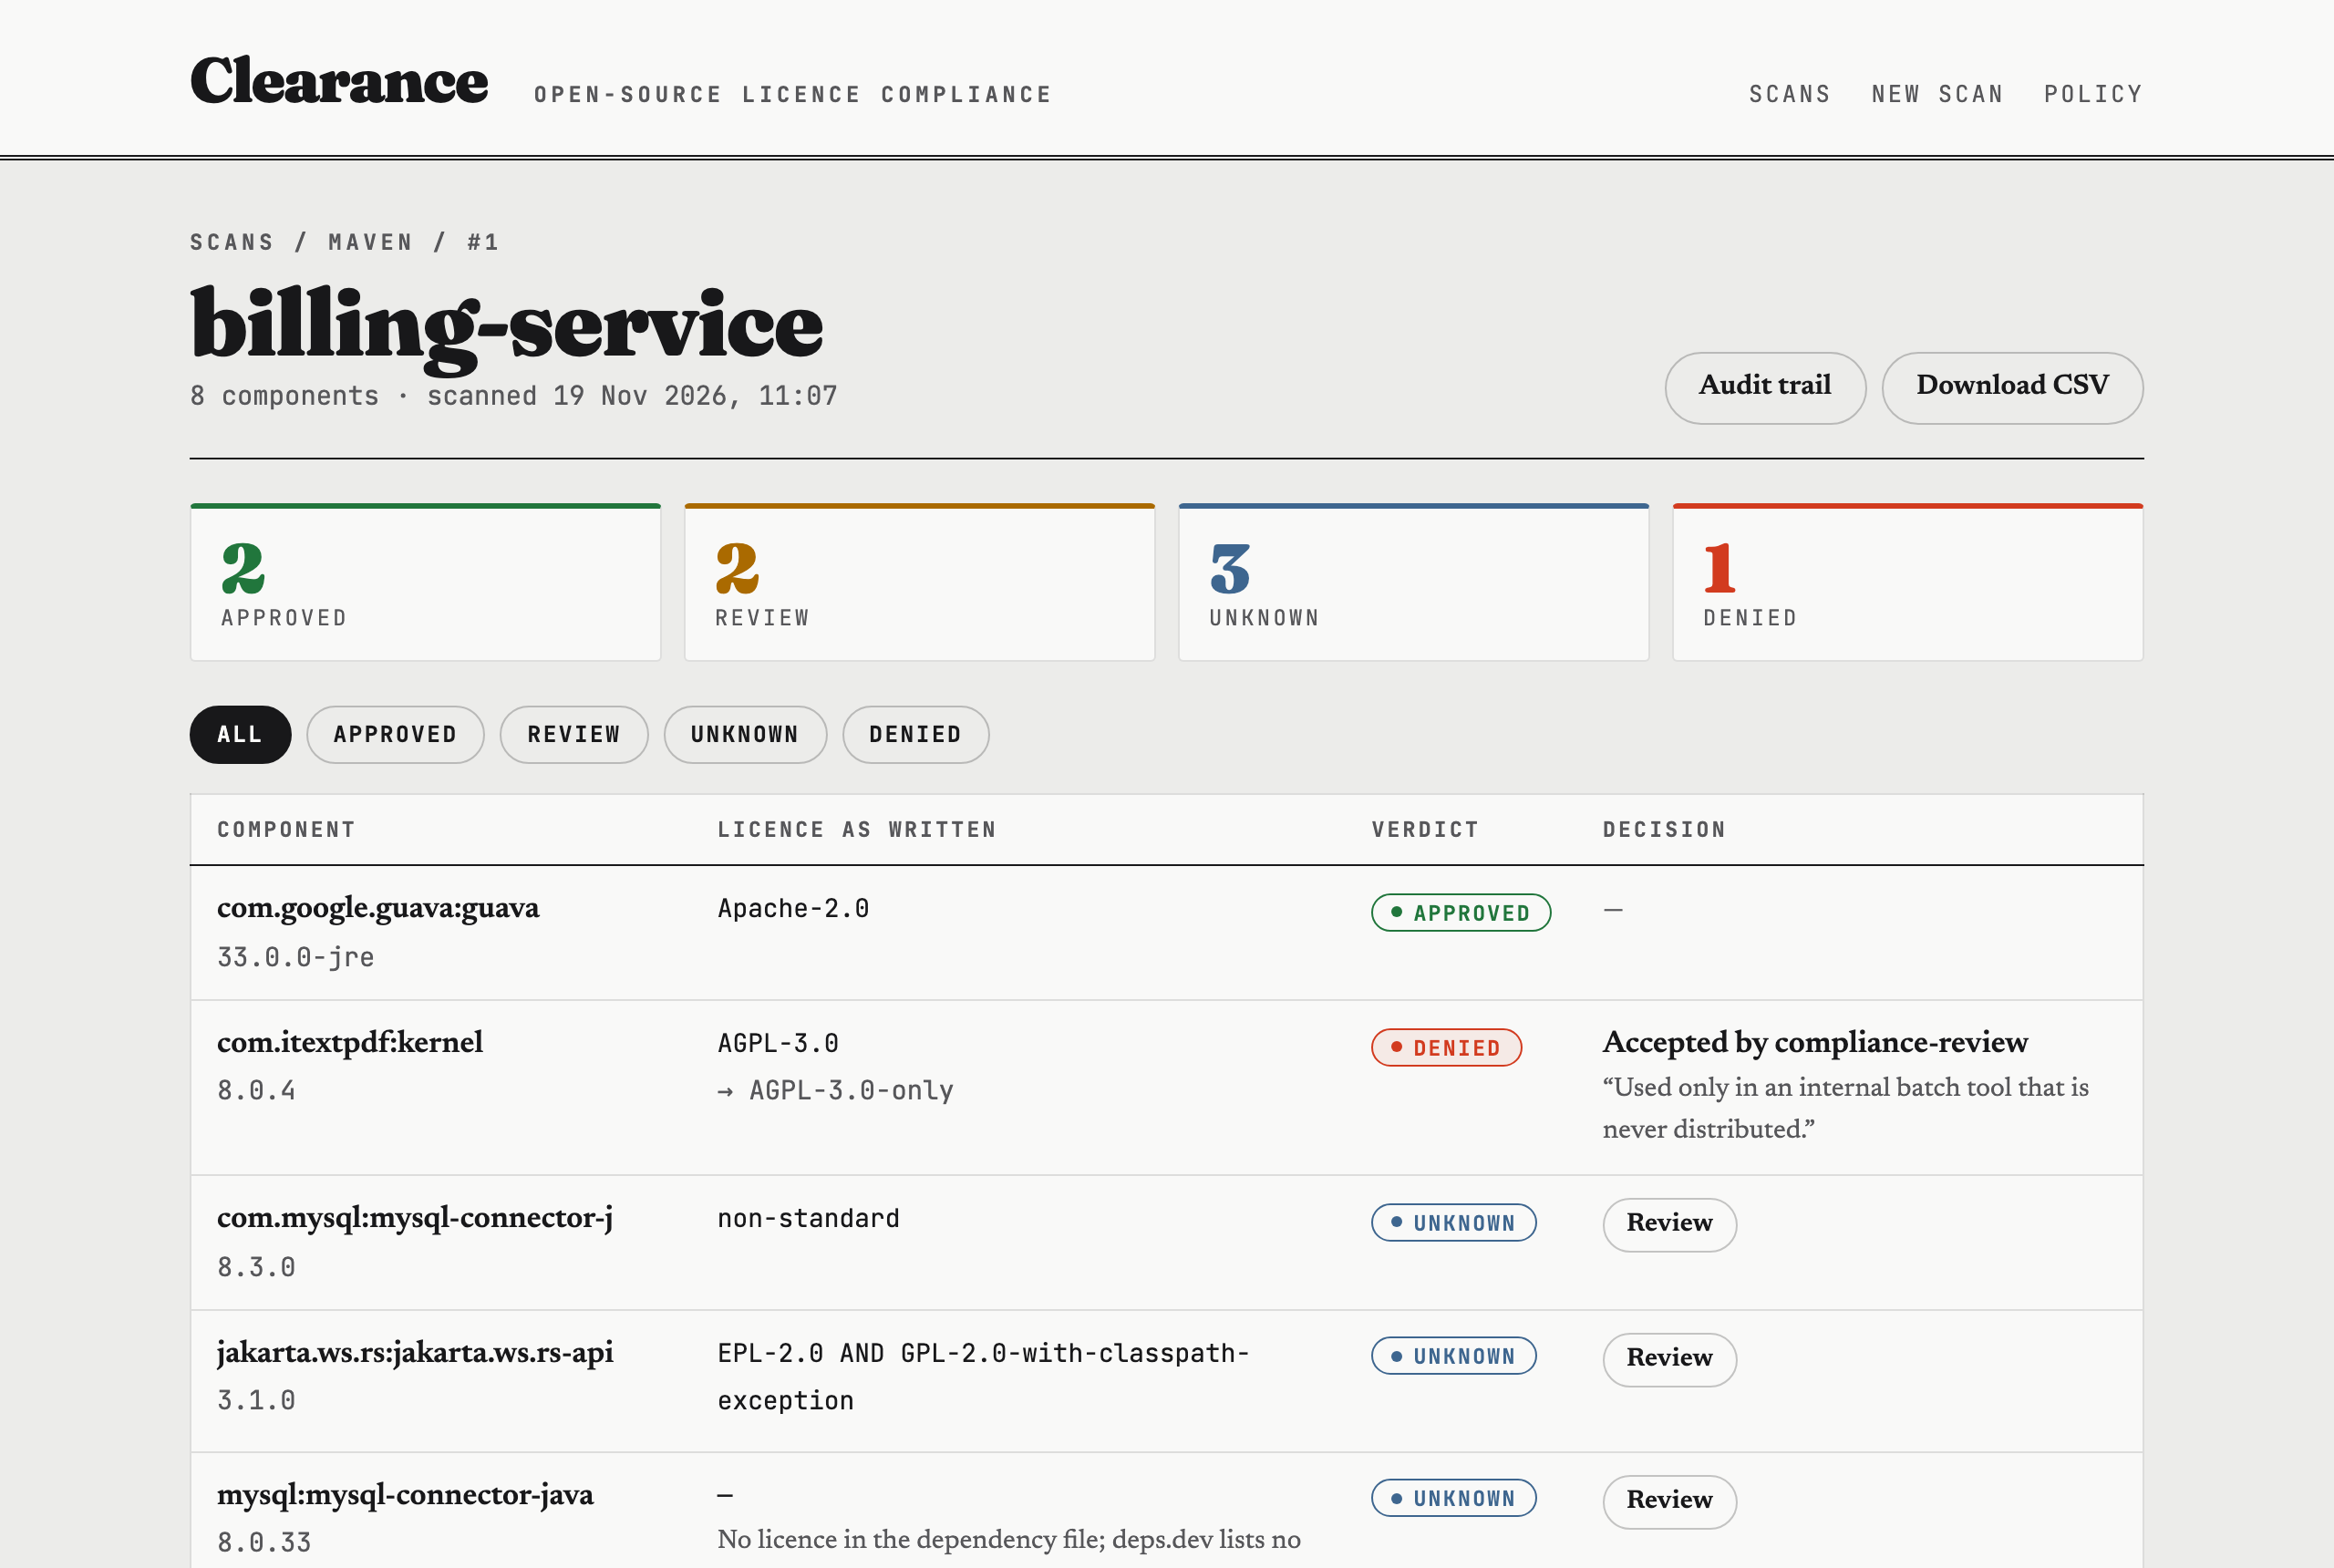 Clearance OPEN-SOURCE LICENCE COMPLIANCE SCANS NEW SCAN POLICY
SCANS / MAVEN / #1
billing-service
8 components · scanned 19 Nov 2026, 11:07
Audit trail Download CSV
2 2 3 1
APPROVED REVIEW UNKNOWN DENIED
ALL APPROVED REVIEW UNKNOWN DENIED
COMPONENT LICENCE AS WRITTEN VERDICT DECISION
com.google.guava:guava Apache-2.0 APPROVED —
33.0.0-jre
com.itextpdf:kernel AGPL-3.0 DENIED Accepted by compliance-review
8.0.4 → AGPL-3.0-only “Used only in an internal batch tool that is
never distributed.”
com.mysql:mysql-connector-j non-standard UNKNOWN Review
8.3.0
jakarta.ws.rs:jakarta.ws.rs-api EPL-2.0 AND GPL-2.0-with-classpath- UNKNOWN Review
3.1.0 exception
mysql:mysql-connector-java — UNKNOWN Review
8.0.33 No licence in the dependency file; deps.dev lists no